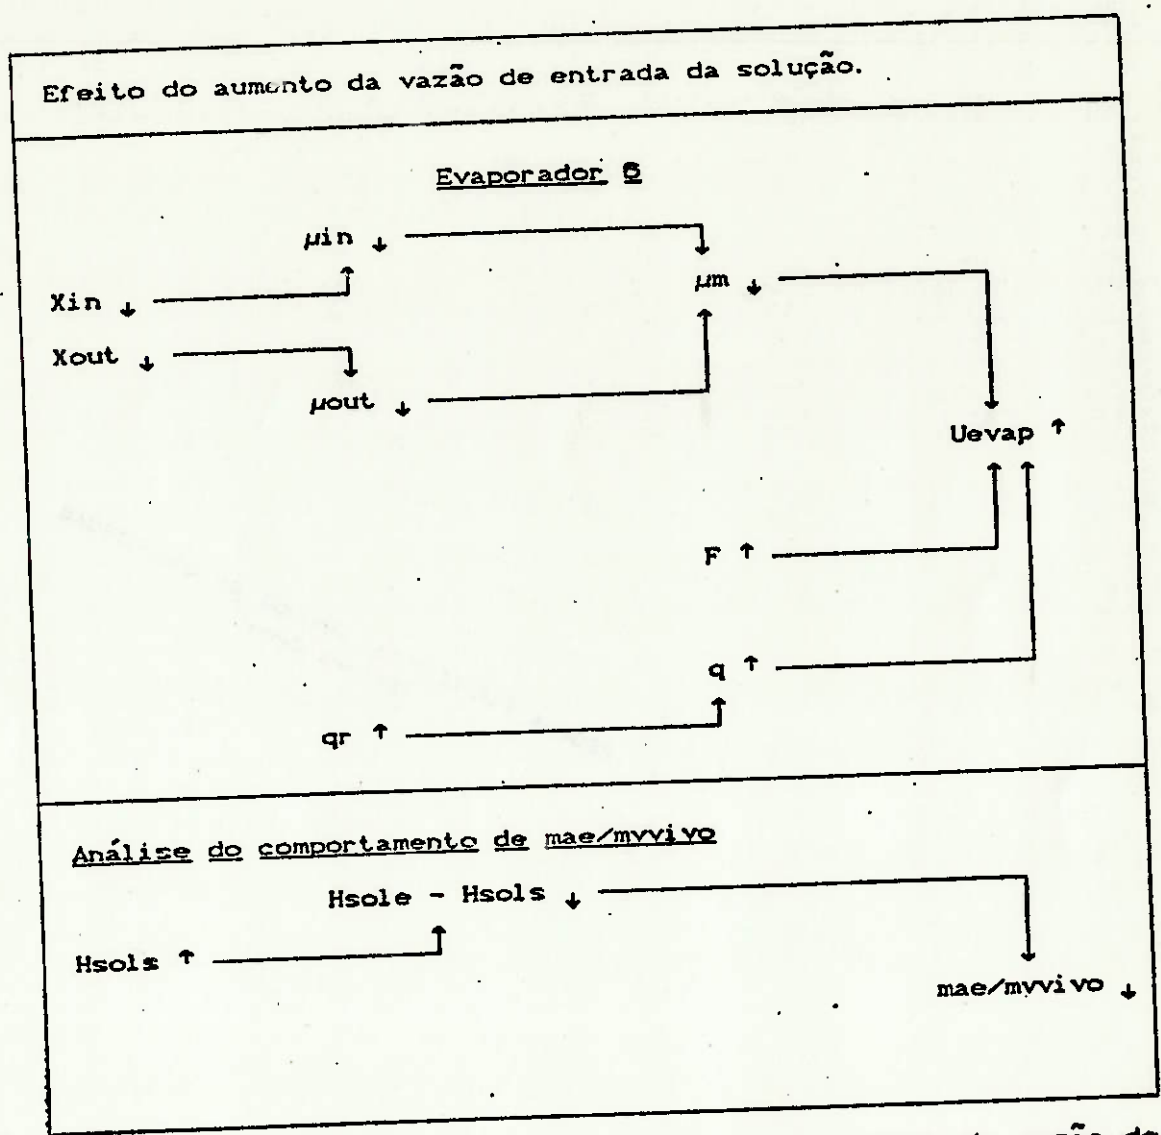 Efeito do aumento da vazão de entrada da solução.
Evaporador
µin ↓
Xin ↓
µm ↓
Xout ↓
µout ↓
Uevap ↑
F ↑
q ↑
qr ↑
Análise do comportamento de mae/mvvivo
Hsole - Hsols ↓
Hsols ↑
mae/mvvivo ↓